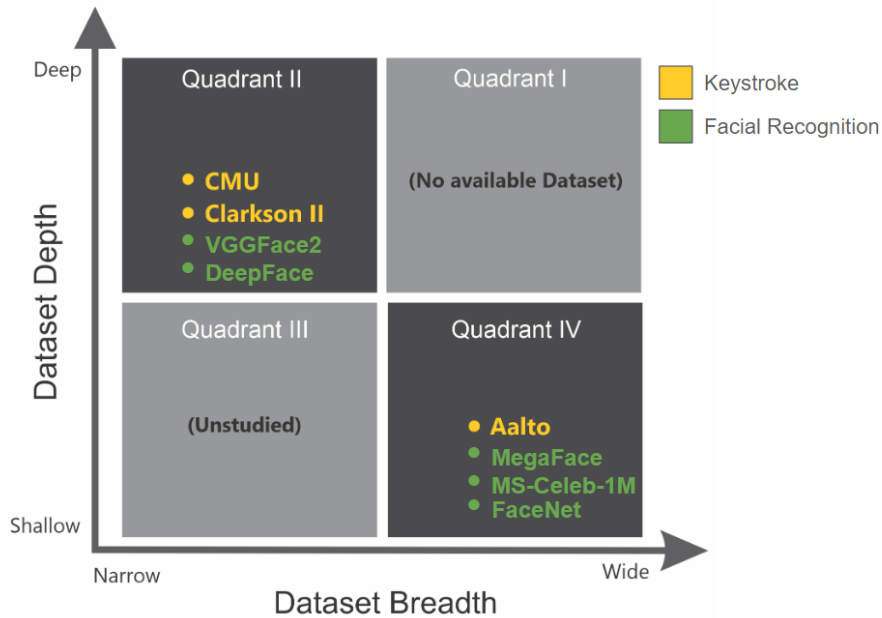 Deep
Quadrant II
Quadrant I
Keystroke
Facial Recognition
CMU
Clarkson II
VGGFace2
DeepFace
(No available Dataset)
Dataset Depth
Quadrant III
Quadrant IV
(Unstudied)
Aalto
MegaFace
MS-Celeb-1M
FaceNet
Shallow
Narrow
Wide
Dataset Breadth